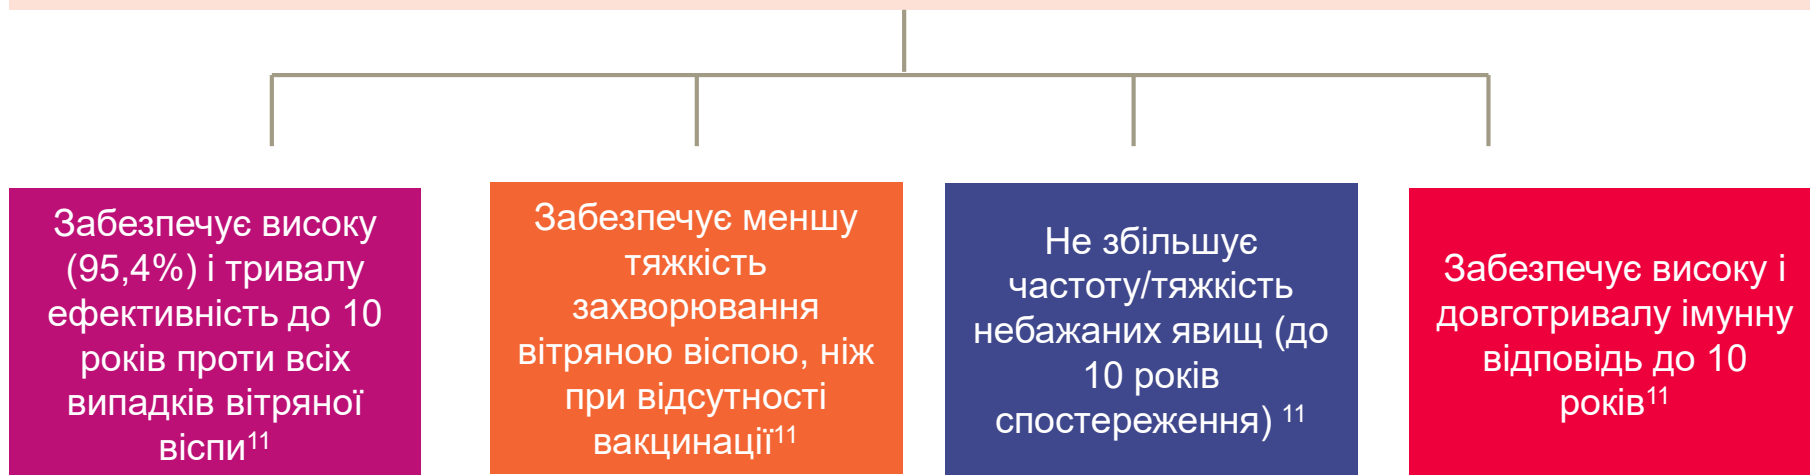 Забезпечує високу
(95,4%) і тривалу
ефективність до 10
років проти всіх
випадків вітряної
віспи¹¹
Забезпечує меншу
тяжкість
захворювання
вітряною віспою, ніж
при відсутності
вакцинації¹¹
Не збільшує
частоту/тяжкість
небажаних явищ (до
10 років
спостереження) ¹¹
Забезпечує високу і
довготривалу імунну
відповідь до 10
років¹¹